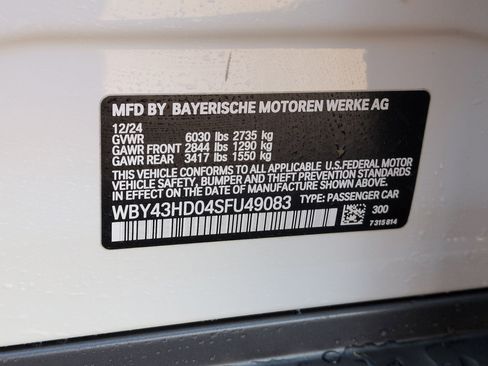 MFD BY BAYERISCHE MOTOREN WERKE AG
12/24
GVWR 6030 lbs 2735 kg
GAWR FRONT 2844 lbs 1290 kg
GAWR REAR 3417 lbs 1550 kg
THIS VEHICLE CONFORMS TO ALL APPLICABLE U.S.FEDERAL MOTOR
VEHICLE SAFETY, BUMPER AND THEFT PREVENTION STANDARDS
IN EFFECT ON THE DATE OF MANUFACTURE SHOWN ABOVE.
WBY43HD04SFU49083 TYPE: PASSENGER CAR
300
7 315 814